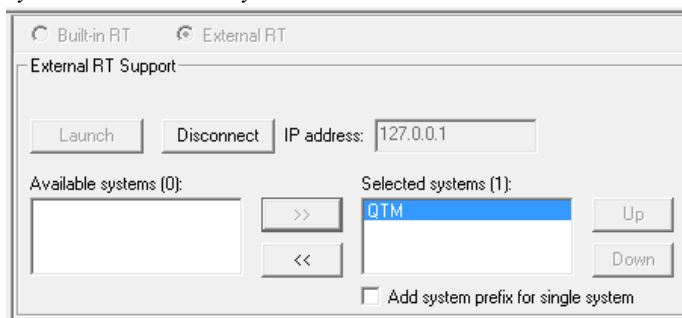 Built-in RT External RT
External RT Support
Launch Disconnect IP address: 127.0.0.1
Available systems (0): Selected systems (1):
>> QTM Up
<< Down
Add system prefix for single system